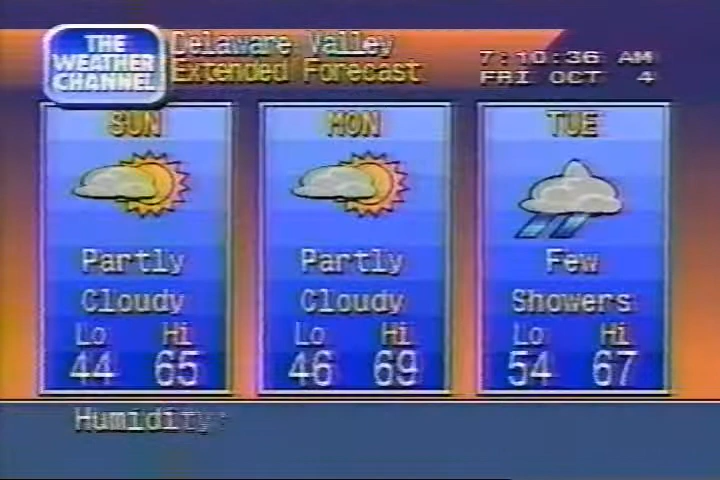 THE
WEATHER
CHANNEL
Delaware Valley
Extended Forecast
7:10:36 AM
FRI OCT 4
SUN
Partly
Cloudy
Lo Hi
44 65
MON
Partly
Cloudy
Lo Hi
46 69
TUE
Few
Showers
Lo Hi
54 67
Humidity: